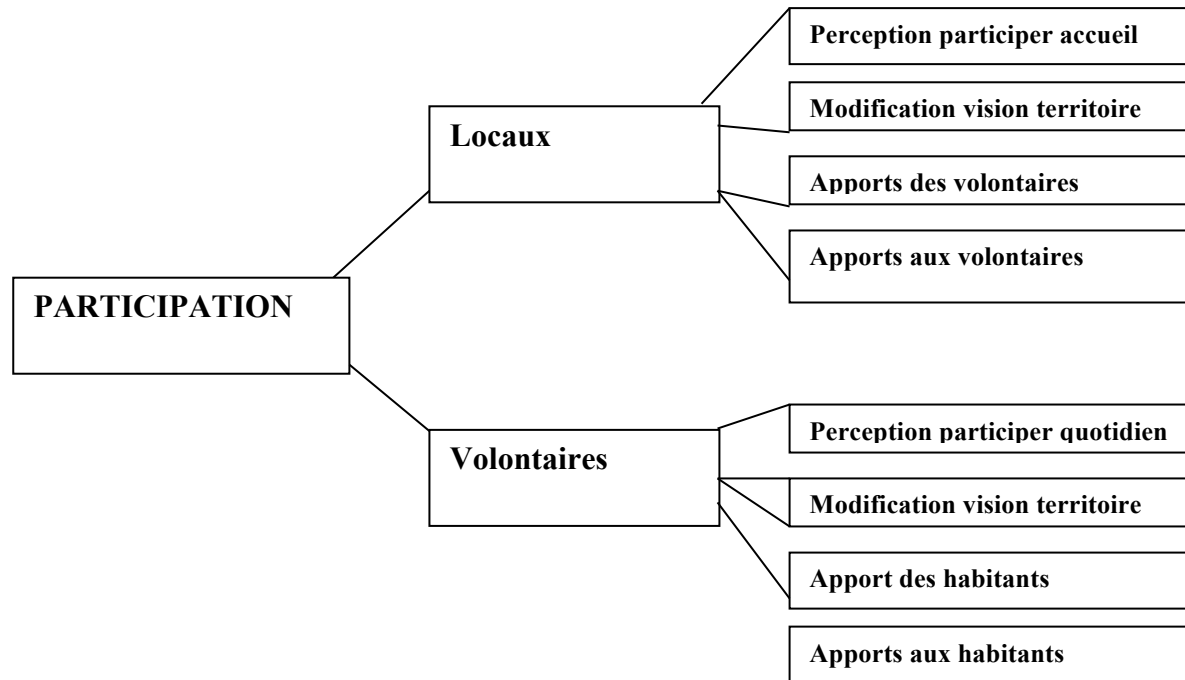 PARTICIPATION
Locaux
Perception participer accueil
Modification vision territoire
Apports des volontaires
Apports aux volontaires
Volontaires
Perception participer quotidien
Modification vision territoire
Apport des habitants
Apports aux habitants